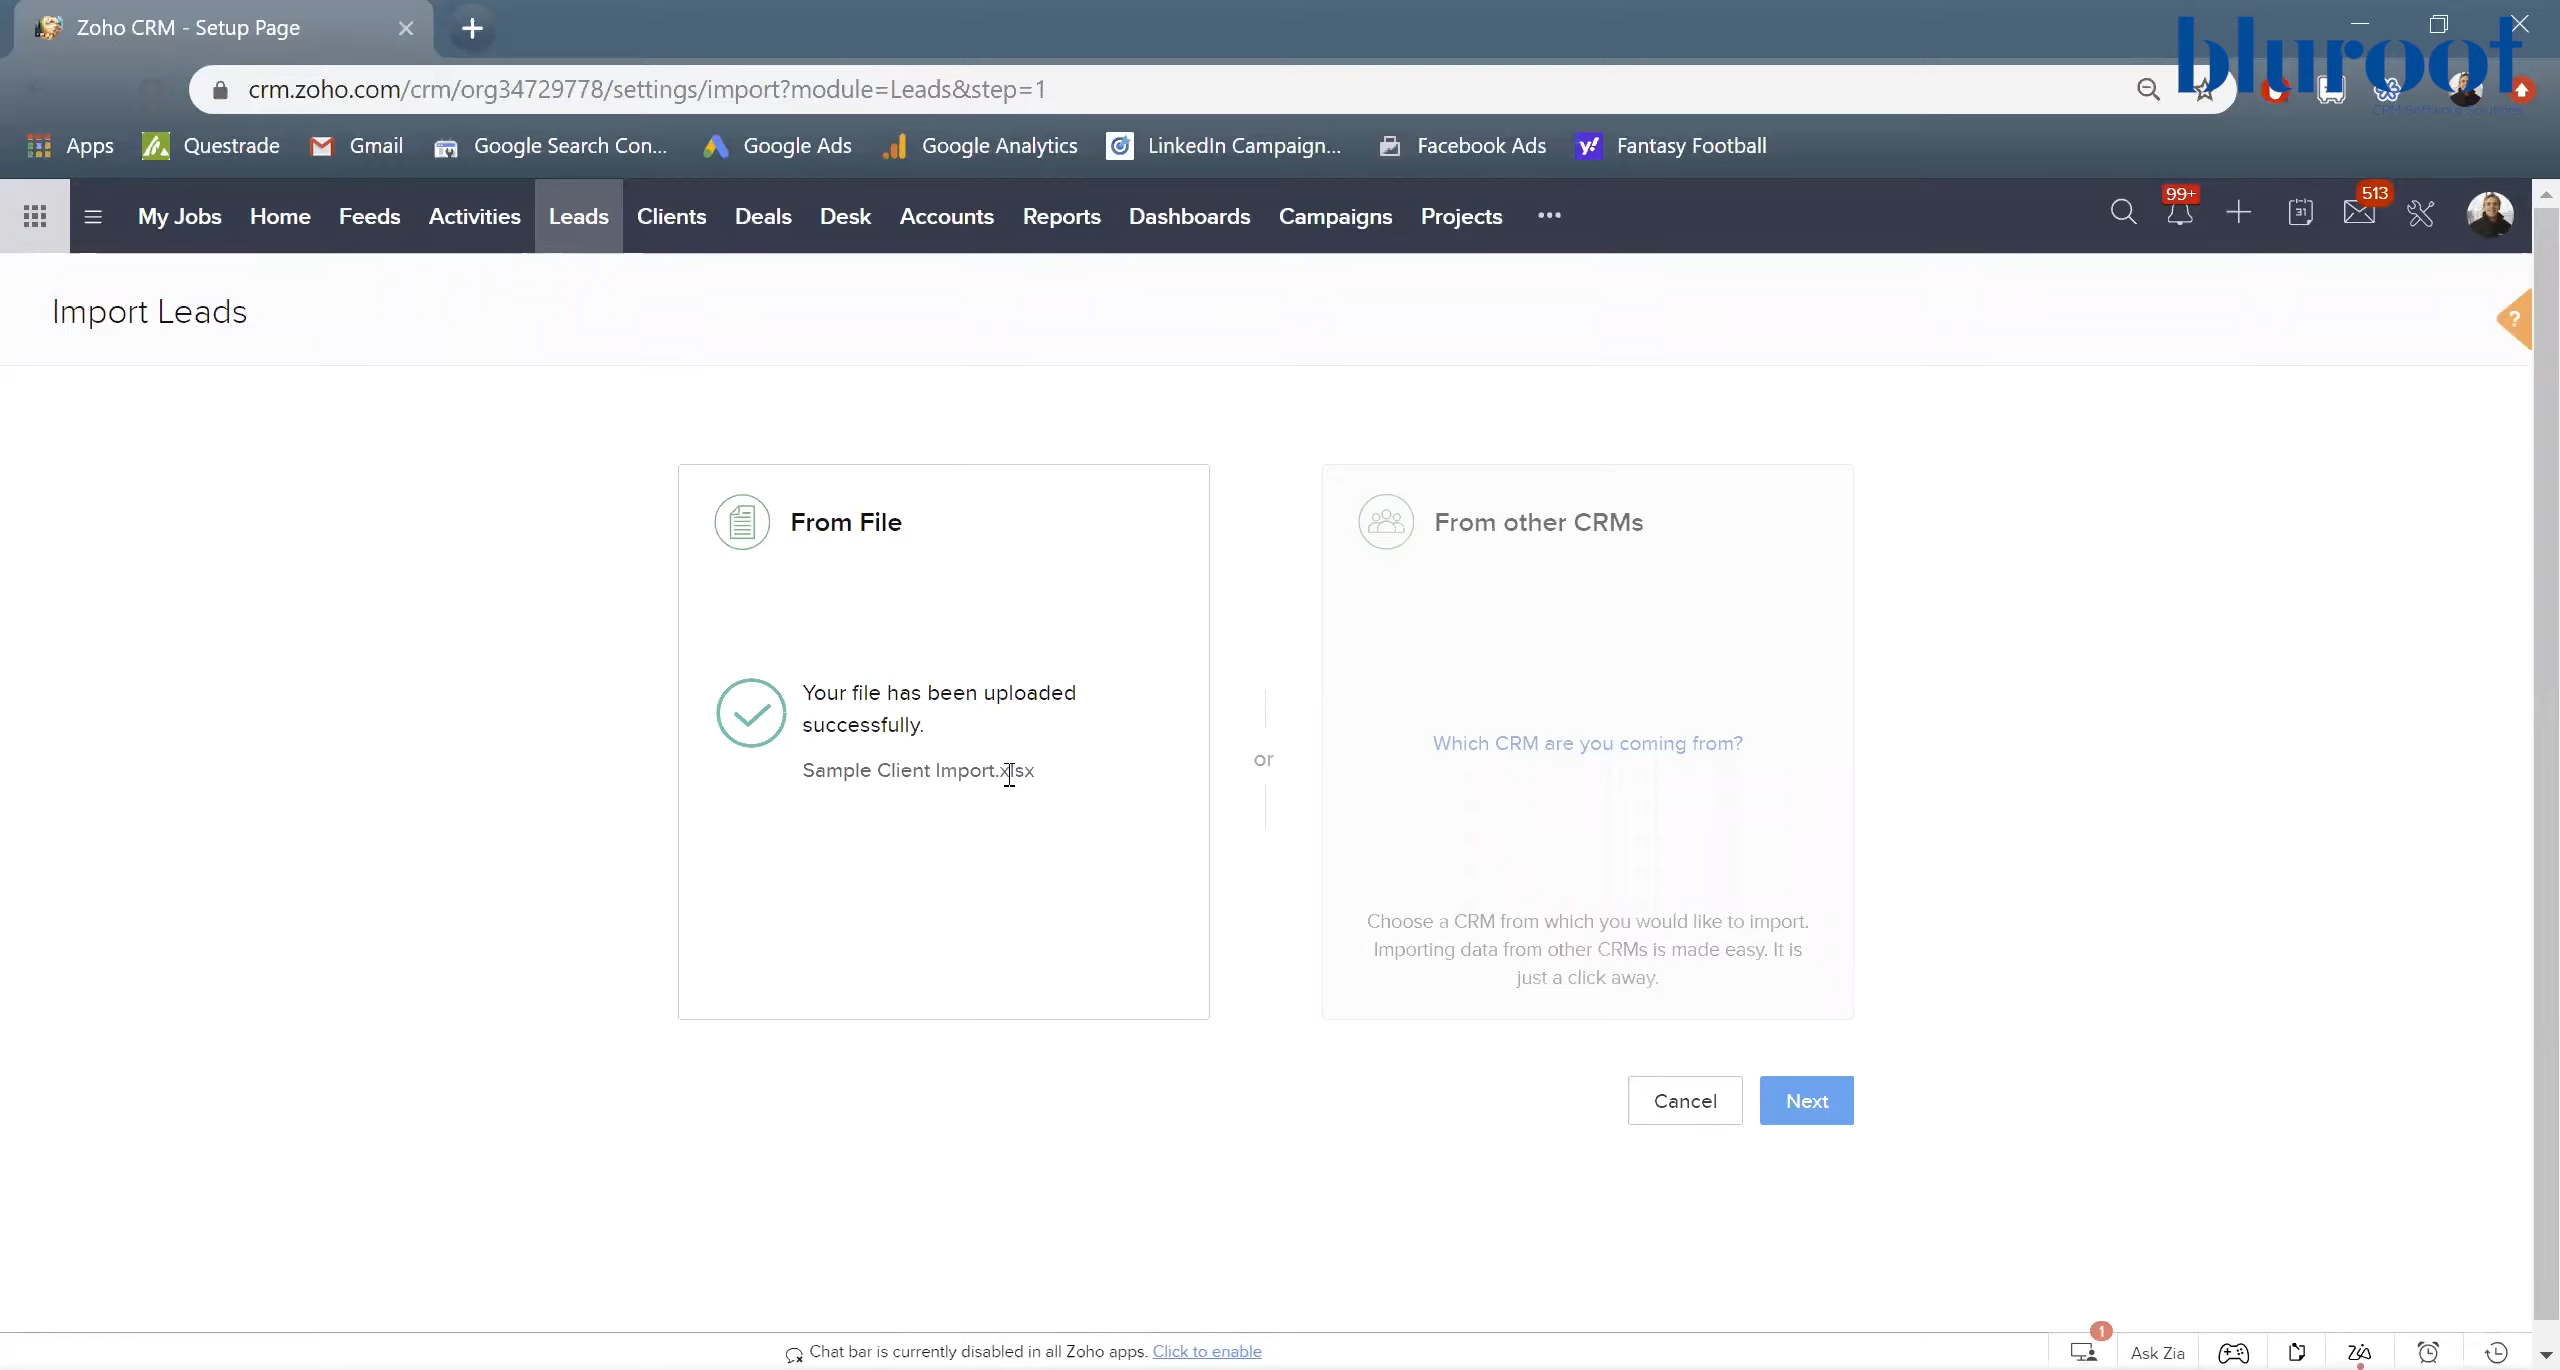 Zoho CRM - Setup Page
bluroot
crm.zoho.com/crm/org34729778/settings/import?module=Leads&step=1
CRM Software Solutions
Apps Questrade Gmail Google Search Con... Google Ads Google Analytics LinkedIn Campaign... Facebook Ads Fantasy Football
My Jobs Home Feeds Activities Leads Clients Deals Desk Accounts Reports Dashboards Campaigns Projects ••• 99+ 31 513
Import Leads
?
From File
Your file has been uploaded
successfully.
Sample Client Import.xlsx
or
From other CRMs
Which CRM are you coming from?
Choose a CRM from which you would like to import.
Importing data from other CRMs is made easy. It is
just a click away.
Cancel Next
Chat bar is currently disabled in all Zoho apps. Click to enable
1 Ask Zia